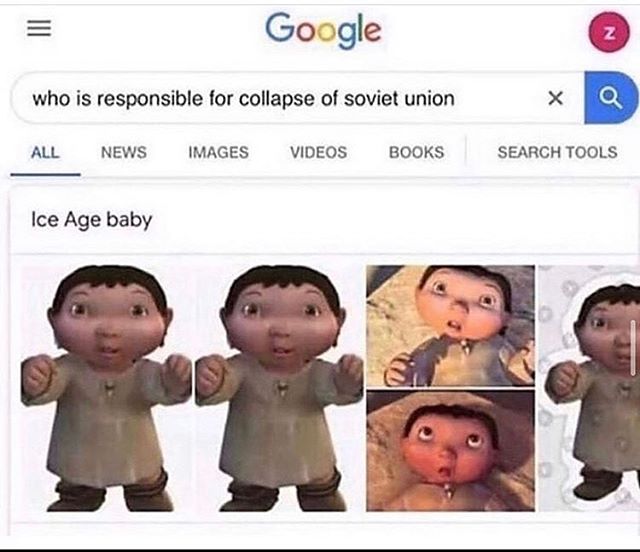 Google
Z
who is responsible for collapse of soviet union
ALL NEWS IMAGES VIDEOS BOOKS SEARCH TOOLS
Ice Age baby